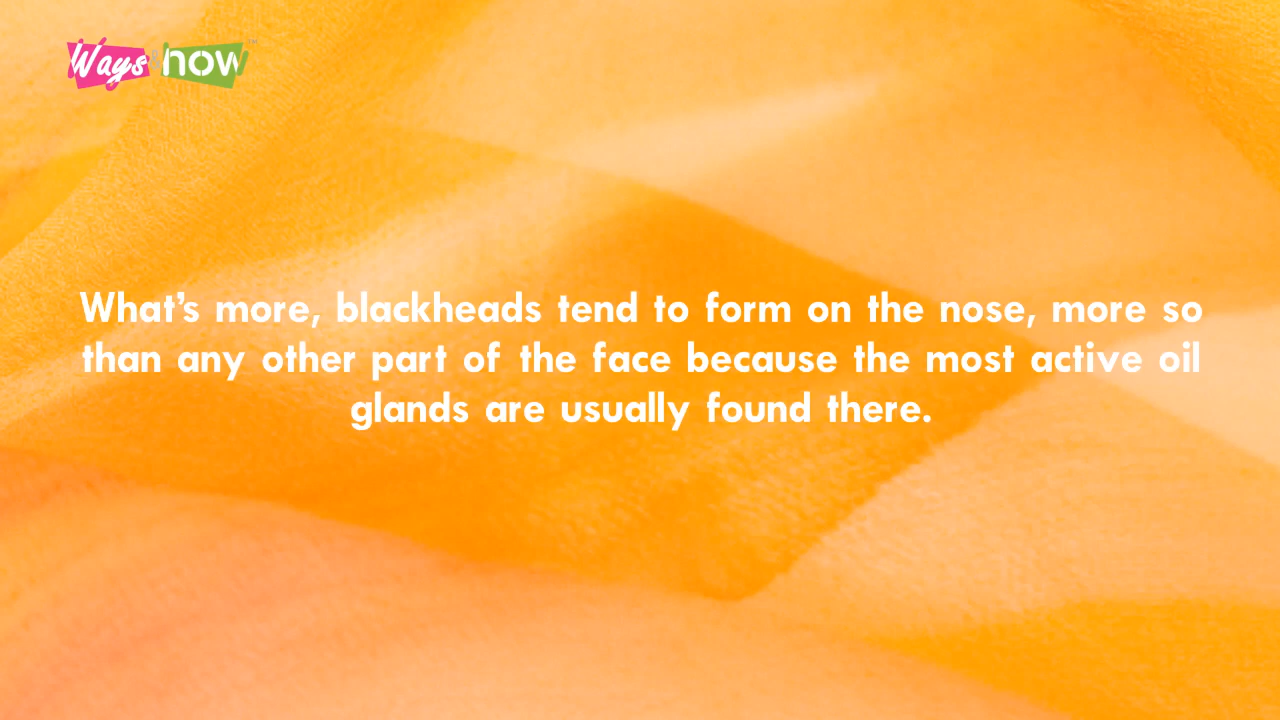 Ways how™
What's more, blackheads tend to form on the nose, more so
than any other part of the face because the most active oil
glands are usually found there.